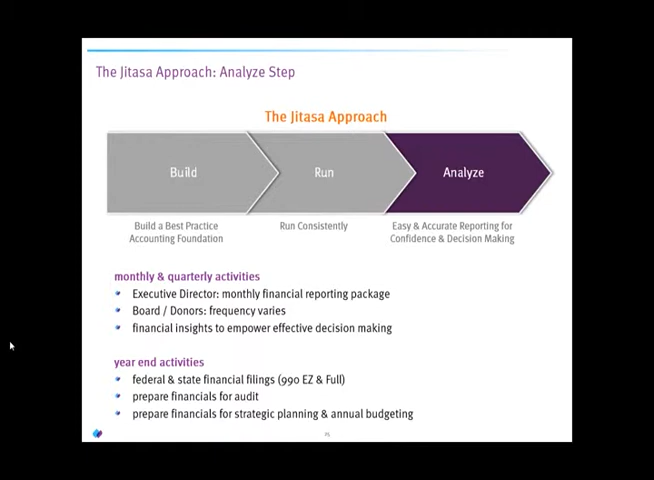 The Jitasa Approach: Analyze Step
The Jitasa Approach
Build
Run
Analyze
Build a Best Practice
Accounting Foundation
Run Consistently
Easy & Accurate Reporting for
Confidence & Decision Making
monthly & quarterly activities
Executive Director: monthly financial reporting package
Board / Donors: frequency varies
financial insights to empower effective decision making
year end activities
federal & state financial filings (990 EZ & Full)
prepare financials for audit
prepare financials for strategic planning & annual budgeting